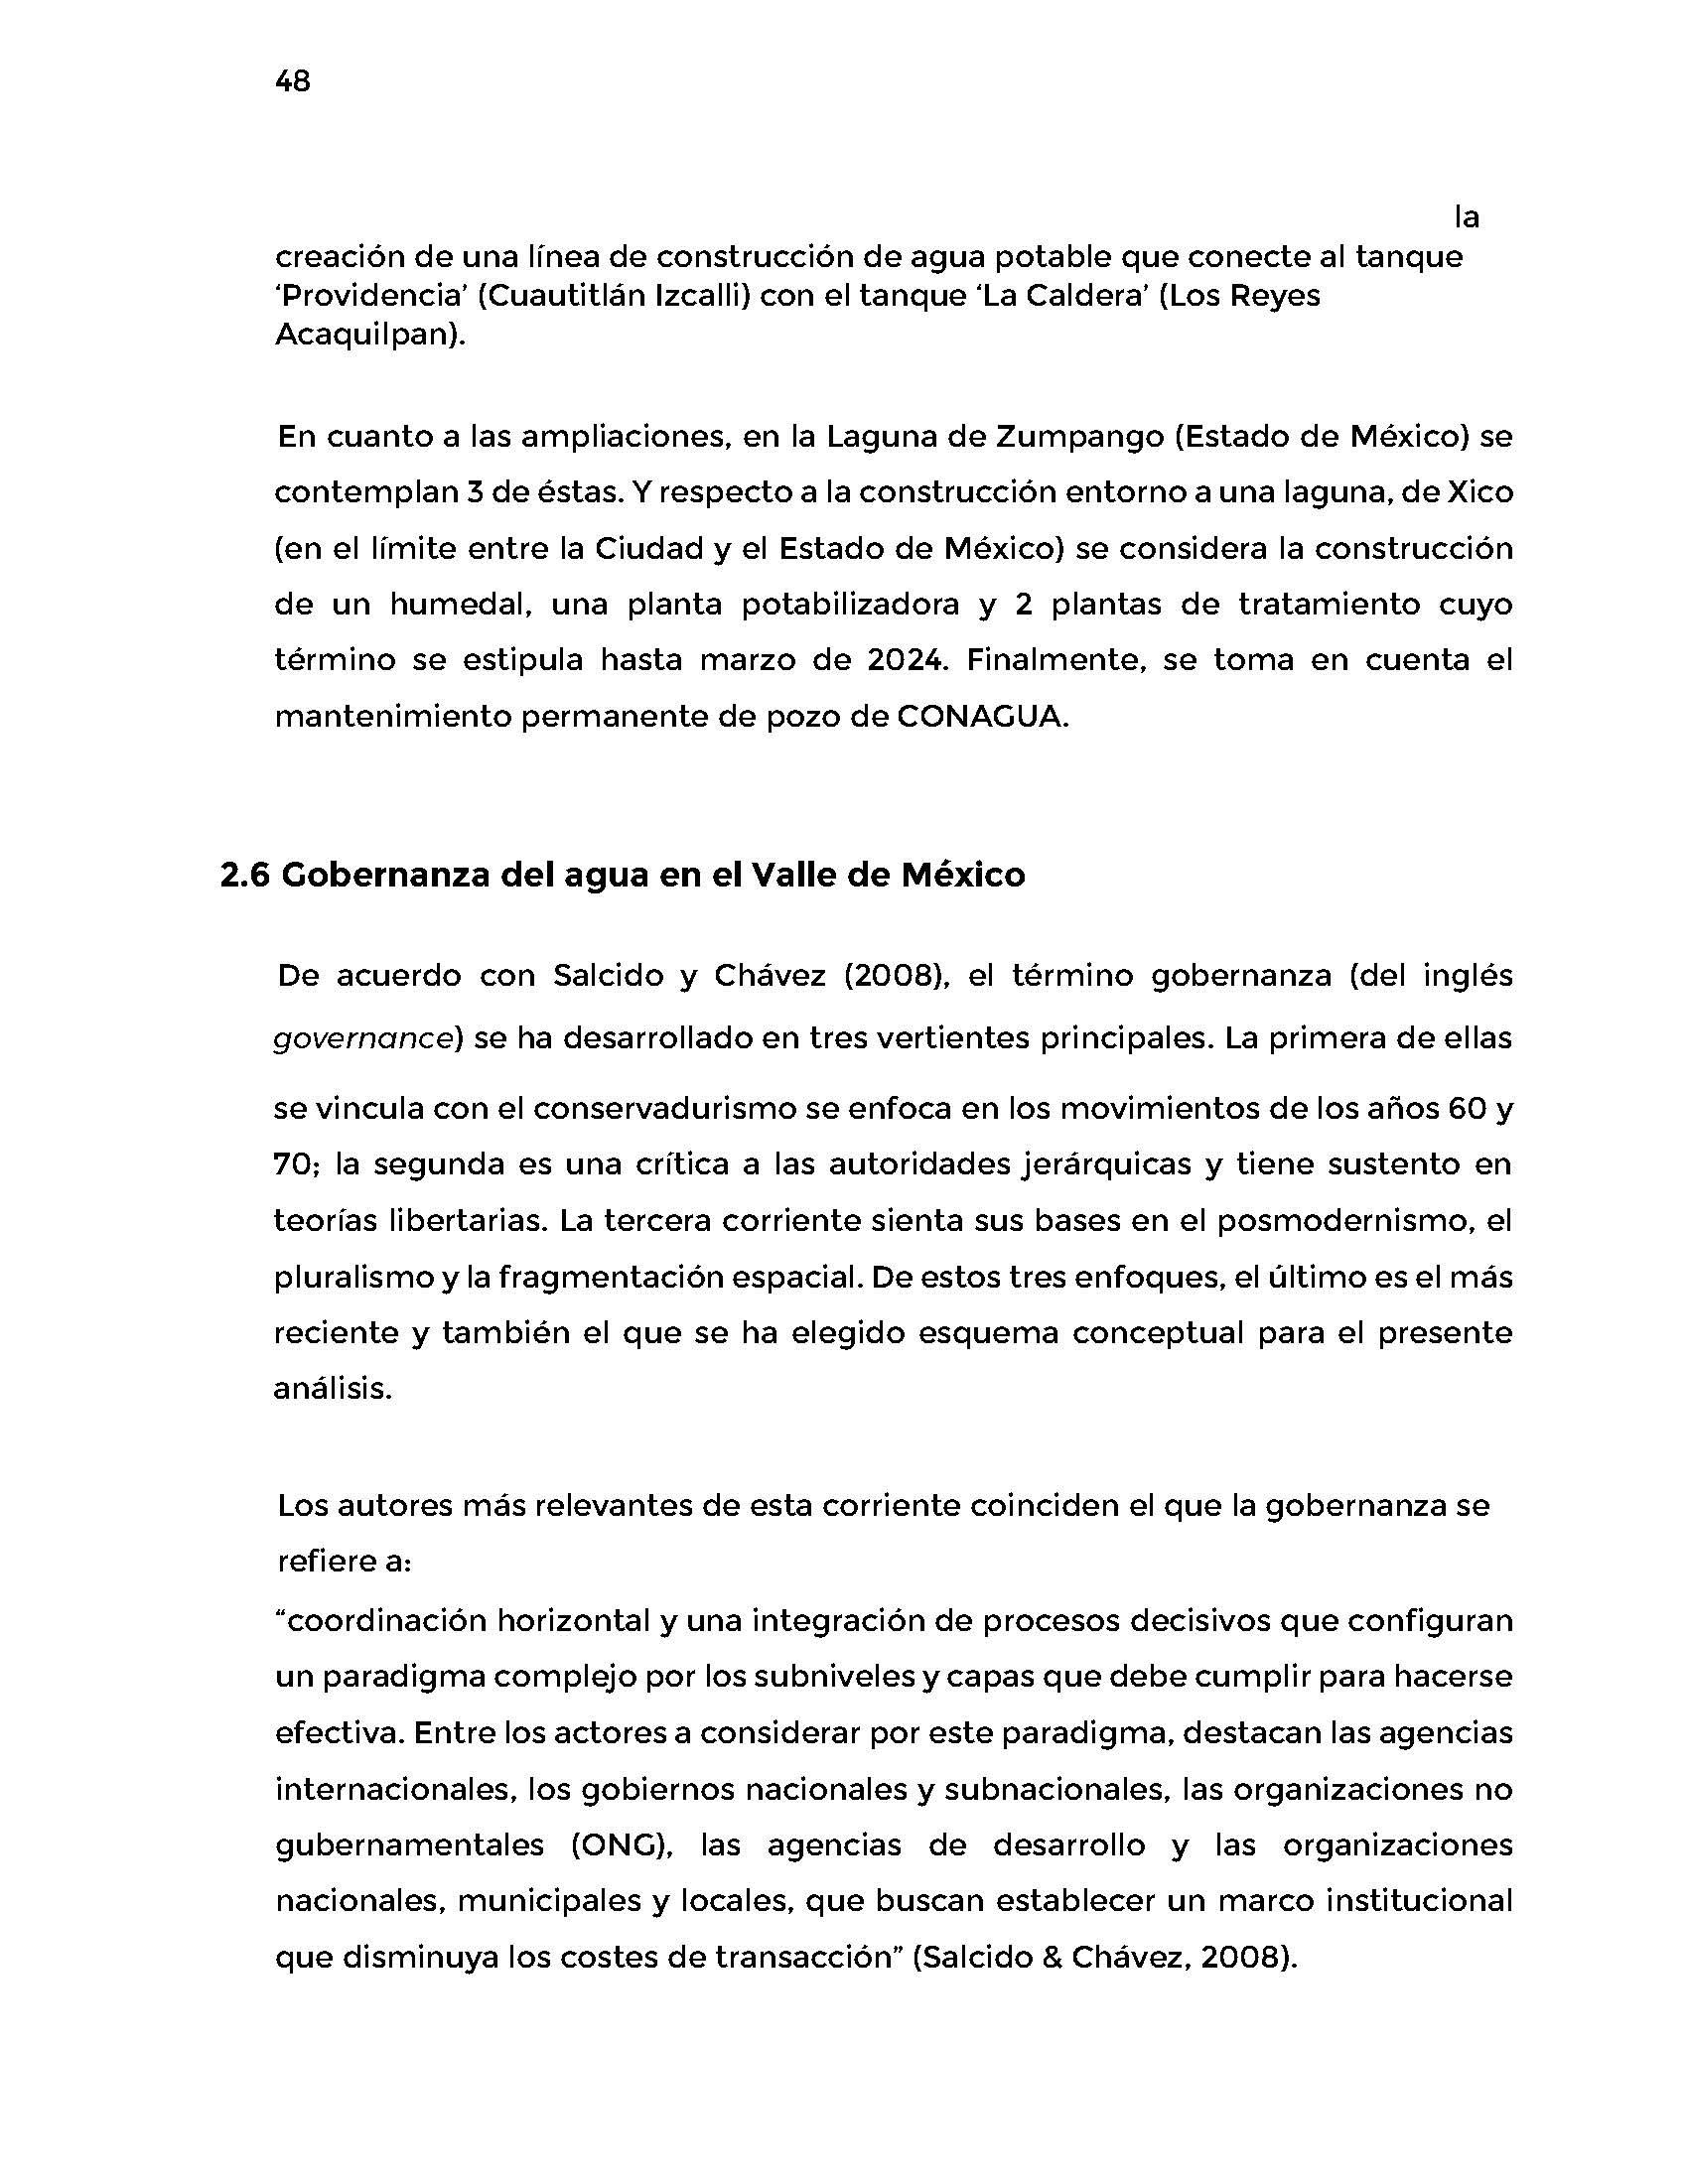 48
la
creación de una línea de construcción de agua potable que conecte al tanque
‘Providencia’ (Cuautitlán Izcalli) con el tanque ‘La Caldera’ (Los Reyes
Acaquilpan).
En cuanto a las ampliaciones, en la Laguna de Zumpango (Estado de México) se
contemplan 3 de éstas. Y respecto a la construcción entorno a una laguna, de Xico
(en el límite entre la Ciudad y el Estado de México) se considera la construcción
de un humedal, una planta potabilizadora y 2 plantas de tratamiento cuyo
término se estipula hasta marzo de 2024. Finalmente, se toma en cuenta el
mantenimiento permanente de pozo de CONAGUA.
2.6 Gobernanza del agua en el Valle de México
De acuerdo con Salcido y Chávez (2008), el término gobernanza (del inglés
governance) se ha desarrollado en tres vertientes principales. La primera de ellas
se vincula con el conservadurismo se enfoca en los movimientos de los años 60 y
70; la segunda es una crítica a las autoridades jerárquicas y tiene sustento en
teorías libertarias. La tercera corriente sienta sus bases en el posmodernismo, el
pluralismo y la fragmentación espacial. De estos tres enfoques, el último es el más
reciente y también el que se ha elegido esquema conceptual para el presente
análisis.
Los autores más relevantes de esta corriente coinciden el que la gobernanza se
refiere a:
“coordinación horizontal y una integración de procesos decisivos que configuran
un paradigma complejo por los subniveles y capas que debe cumplir para hacerse
efectiva. Entre los actores a considerar por este paradigma, destacan las agencias
internacionales, los gobiernos nacionales y subnacionales, las organizaciones no
gubernamentales (ONG), las agencias de desarrollo y las organizaciones
nacionales, municipales y locales, que buscan establecer un marco institucional
que disminuya los costes de transacción” (Salcido & Chávez, 2008).